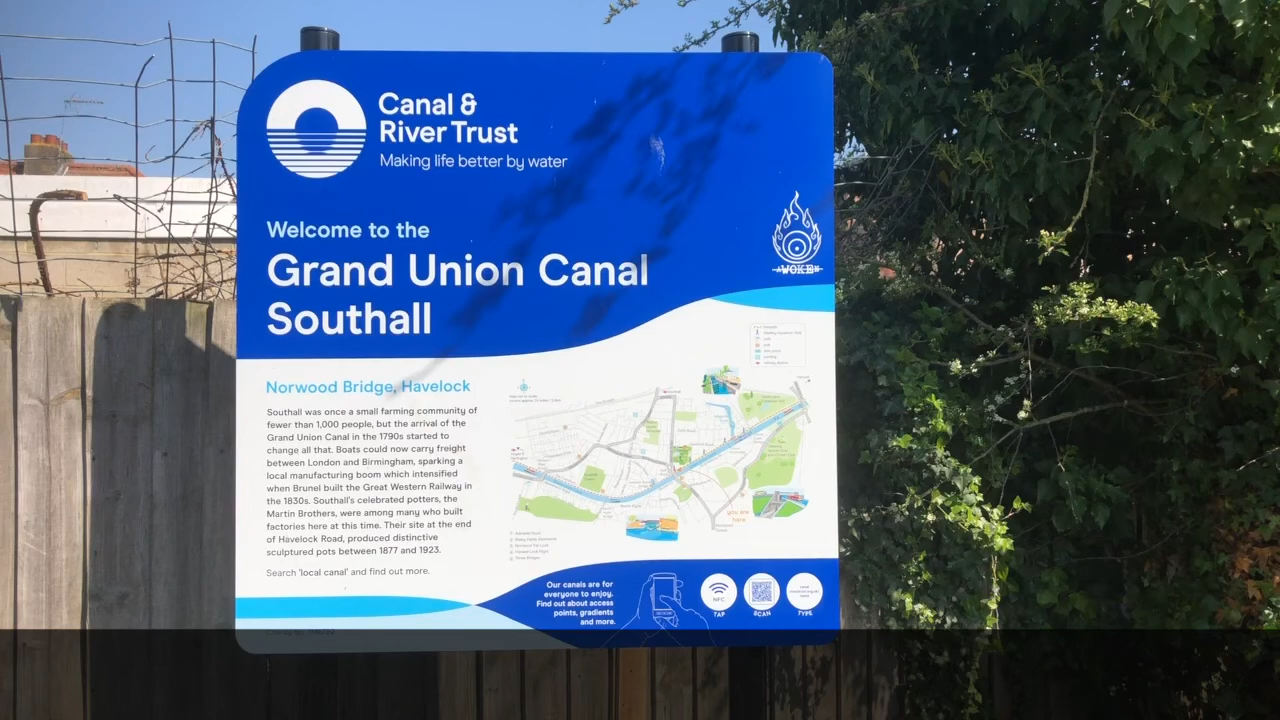 Canal &
River Trust
Making life better by water
Welcome to the
Grand Union Canal
Southall
AWOKEN
Norwood Bridge, Havelock
Southall was once a small farming community of
fewer than 1,000 people, but the arrival of the
Grand Union Canal in the 1790s started to
change all that. Boats could now carry freight
between London and Birmingham, sparking a
local manufacturing boom which intensified
when Brunel built the Great Western Railway in
the 1830s. Southall's celebrated potters, the
Martin Brothers, were among many who built
factories here at this time. Their site at the end
of Havelock Road, produced distinctive
sculptured pots between 1877 and 1923.
Search 'local canal' and find out more.
you are
here
Our canals are for
everyone to enjoy.
Find out about access
points, gradients
and more.
NFC
TAP
SCAN
TYPE